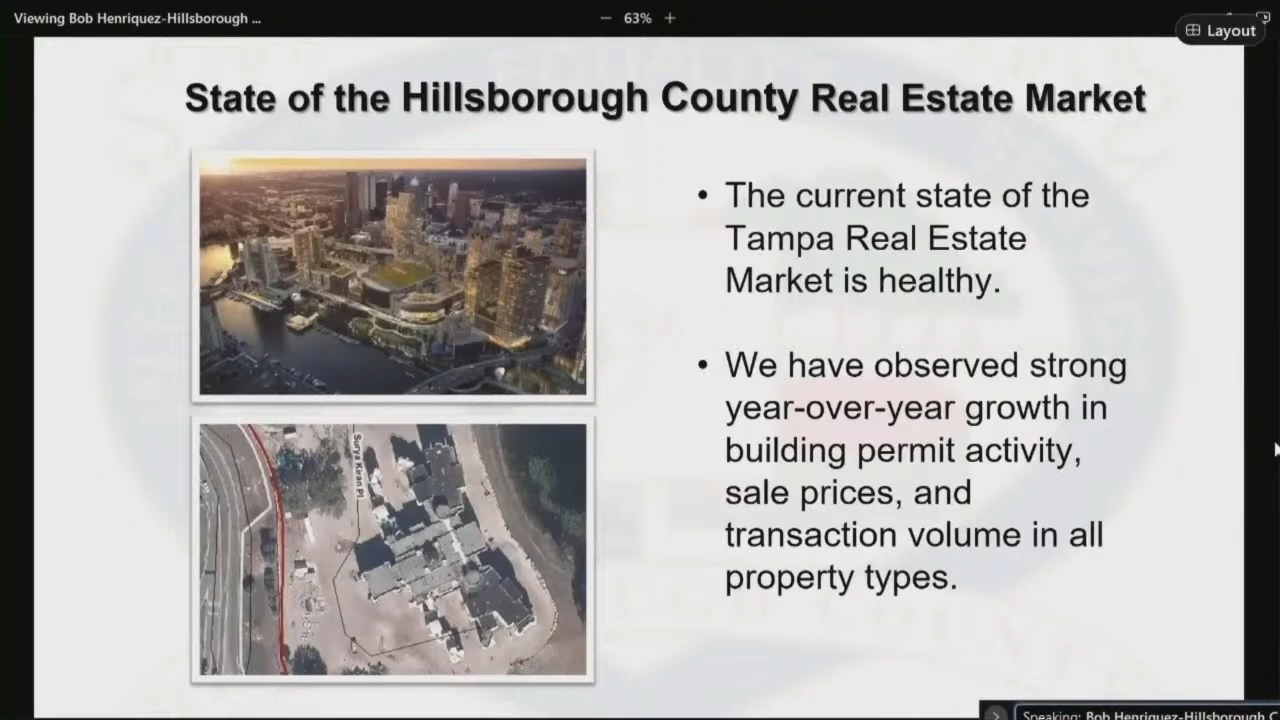 Viewing Bob Henriquez-Hillsborough ...
63%
Layout
State of the Hillsborough County Real Estate Market
• The current state of the
Tampa Real Estate
Market is healthy.
• We have observed strong
year-over-year growth in
building permit activity,
sale prices, and
transaction volume in all
property types.
Surya Kiran Pl
Speaking: Bob Henriquez-Hillsborough C